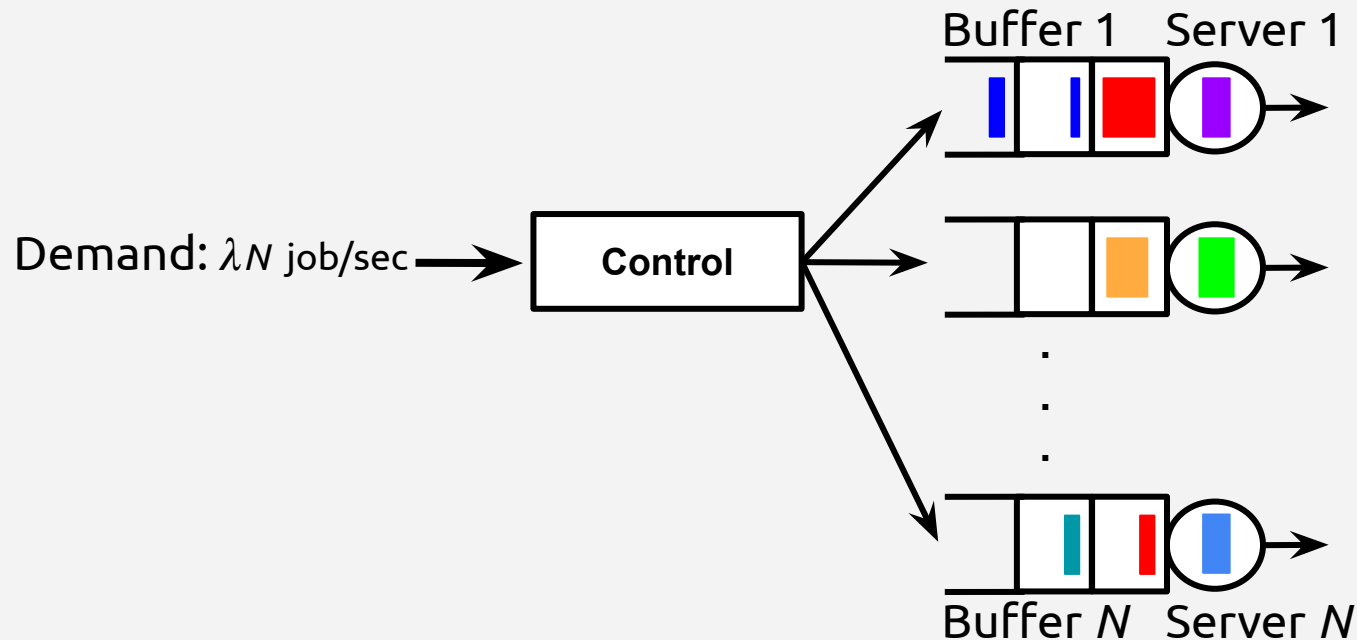 Buffer 1 Server 1
Demand: λN job/sec
Control
.
.
.
Buffer N Server N